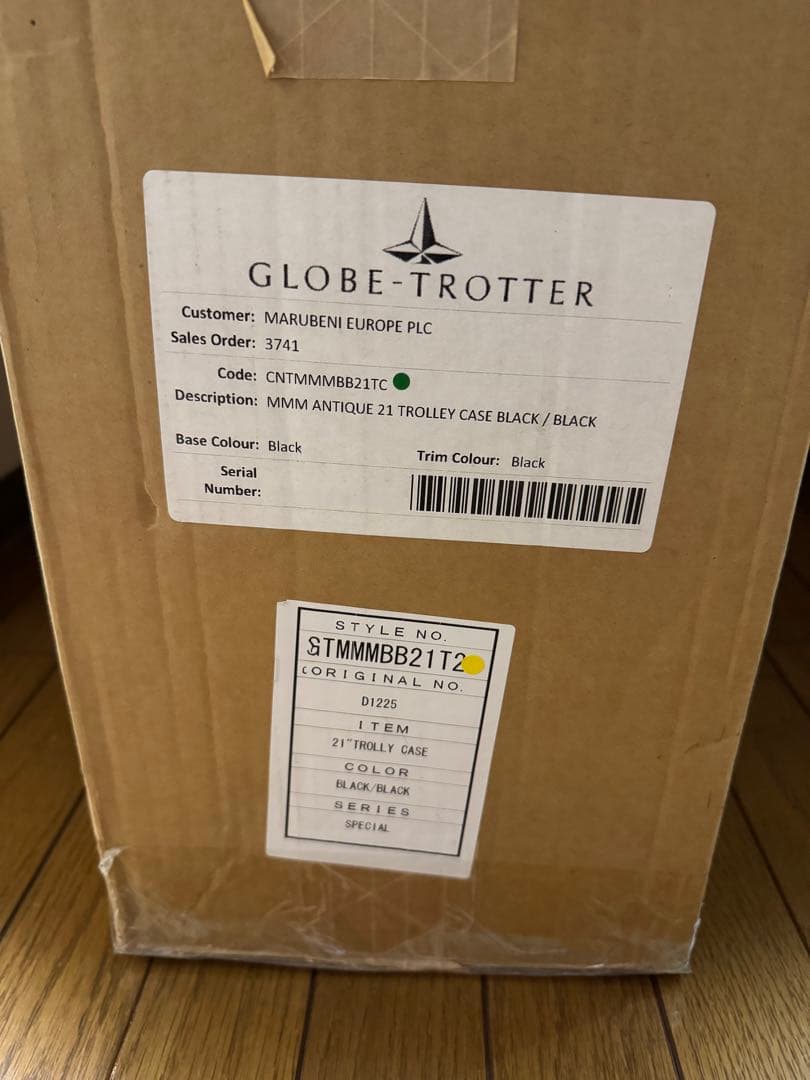 GLOBE-TROTTER
Customer: MARUBENI EUROPE PLC
Sales Order: 3741
Code: CNTMMMBB21TC
Description: MMM ANTIQUE 21 TROLLEY CASE BLACK / BLACK
Base Colour: Black Trim Colour: Black
Serial
Number:
STYLE NO.
GTMMMBB21T2
(ORIGINAL NO.
D1225
ITEM
21"TROLLY CASE
COLOR
BLACK/BLACK
SERIES
SPECIAL